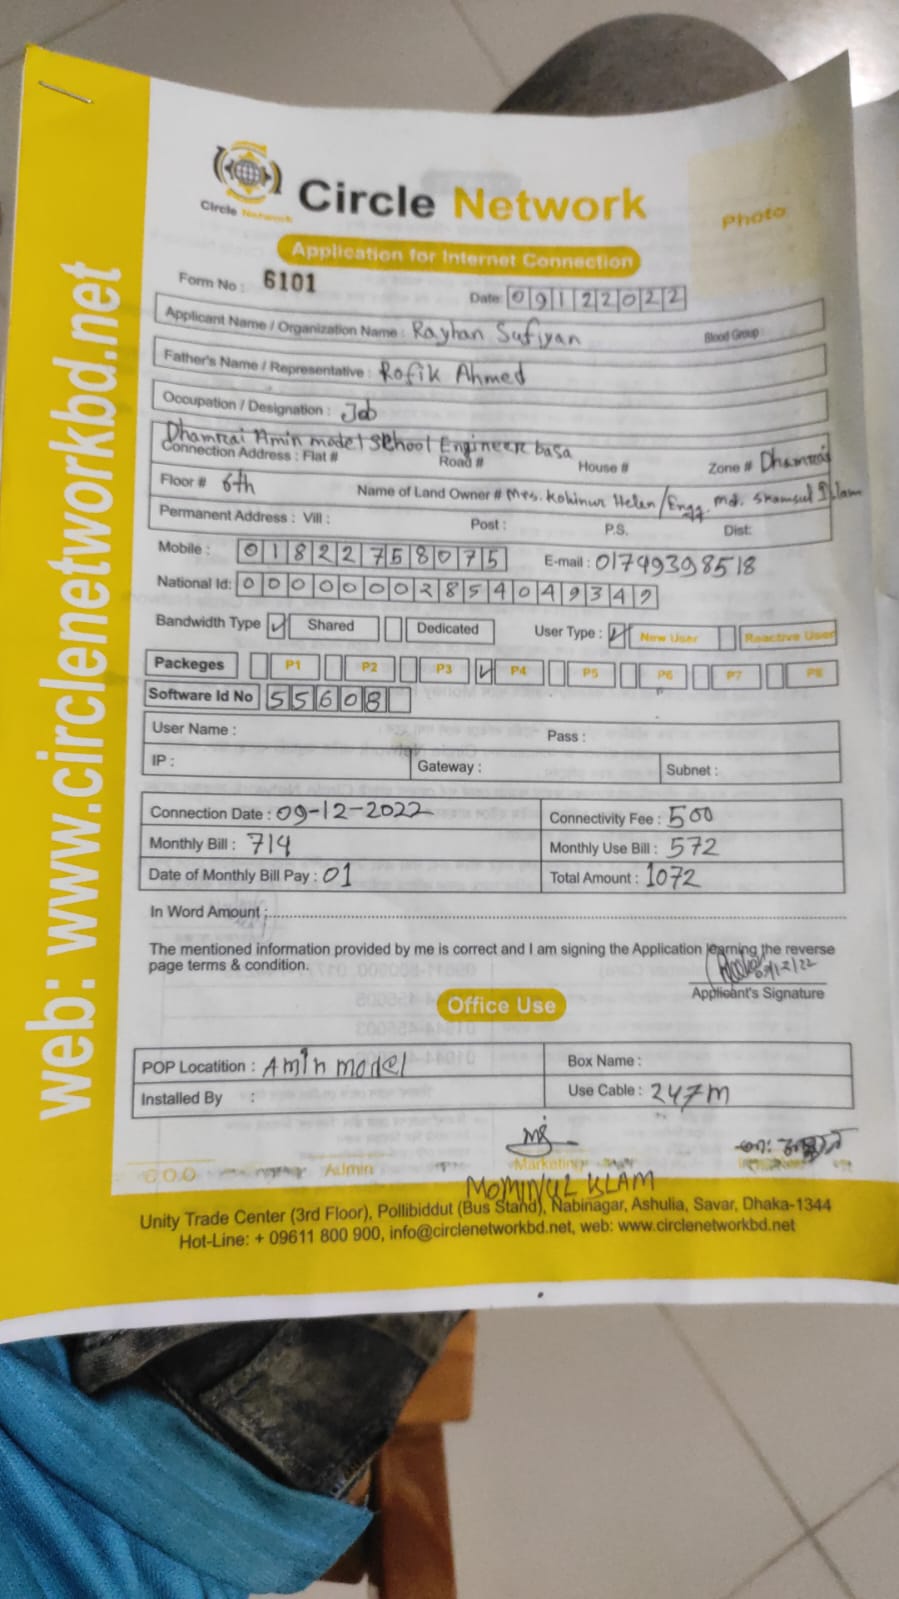 web: www.circlenetworkbd.net
Circle Network
Circle Network
Photo
Application for Internet Connection
Form No : 6101
Date: 09122022
Applicant Name / Organization Name : Rayhan Sufiyan Blood Group :
Father's Name / Representative : Rofik Ahmed
Occupation / Designation : Job
Dhamrai Amin model School Engineer basa
Connection Address : Flat # Road # House # Zone # Dhamrai
Floor # 6th Name of Land Owner # Mrs. Kohinur Helen/Engg. Md. Shamsul Islam
Permanent Address : Vill : Post : P.S. Dist:
Mobile : 01822758075 E-mail : 01749398518
National Id: 00000002854049349
Bandwidth Type Shared Dedicated User Type : New User Reactive User
Packeges P1 P2 P3 P4 P5 P6 P7 P8
Software Id No 55608
User Name : Pass :
IP : Gateway : Subnet :
Connection Date : 09-12-2022 Connectivity Fee : 500
Monthly Bill : 714 Monthly Use Bill : 572
Date of Monthly Bill Pay : 01 Total Amount : 1072
In Word Amount :
The mentioned information provided by me is correct and I am signing the Application learning the reverse
page terms & condition.
09/12/22
Applicant's Signature
Office Use
POP Locatition : Amin model Box Name :
Installed By : Use Cable : 247m
C.O.O Admin Marketing
MOMINUL ISLAM
Unity Trade Center (3rd Floor), Pollibiddut (Bus Stand), Nabinagar, Ashulia, Savar, Dhaka-1344
Hot-Line: + 09611 800 900, info@circlenetworkbd.net, web: www.circlenetworkbd.net